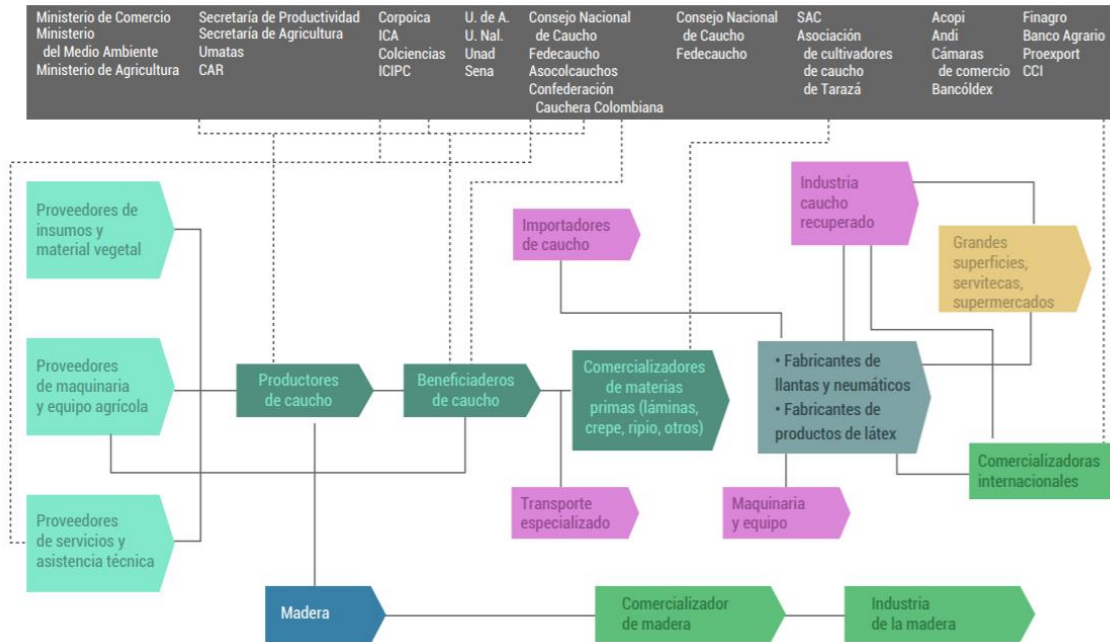 Ministerio de Comercio
Ministerio
del Medio Ambiente
Ministerio de Agricultura
Secretaría de Productividad
Secretaría de Agricultura
Umatas
CAR
Corpoica
ICA
Colciencias
ICIPC
U. de A.
U. Nal.
Unad
Sena
Consejo Nacional
de Caucho
Fedecaucho
Asocolcauchos
Confederación
Cauchera Colombiana
Consejo Nacional
de Caucho
Fedecaucho
SAC
Asociación
de cultivadores
de caucho
de Tarazá
Acopi
Andi
Cámaras
de comercio
Bancóldex
Finagro
Banco Agrario
Proexport
CCI
Proveedores de
insumos y
material vegetal
Importadores
de caucho
Industria
caucho
recuperado
Grandes
superficies,
servitecas,
supermercados
Proveedores
de maquinaria
y equipo agrícola
Productores
de caucho
Beneficiaderos
de caucho
Comercializadores
de materias
primas (láminas,
crepe, ripio, otros)
• Fabricantes de
llantas y neumáticos
• Fabricantes de
productos de látex
Comercializadoras
internacionales
Proveedores
de servicios y
asistencia técnica
Transporte
especializado
Maquinaria
y equipo
Madera
Comercializador
de madera
Industria
de la madera